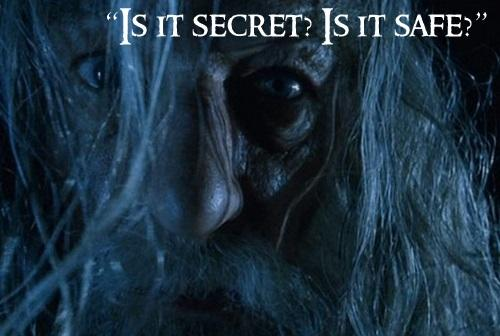 “Is it secret? Is it safe?”